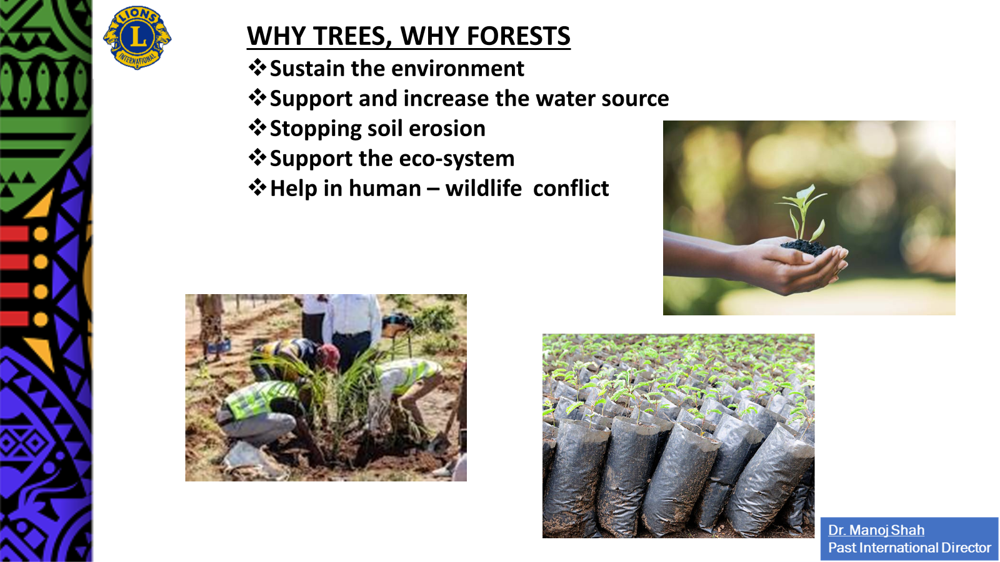 LIONS
L
INTERNATIONAL
WHY TREES, WHY FORESTS
❖Sustain the environment
❖Support and increase the water source
❖Stopping soil erosion
❖Support the eco-system
❖Help in human – wildlife  conflict
Dr. Manoj Shah
Past International Director